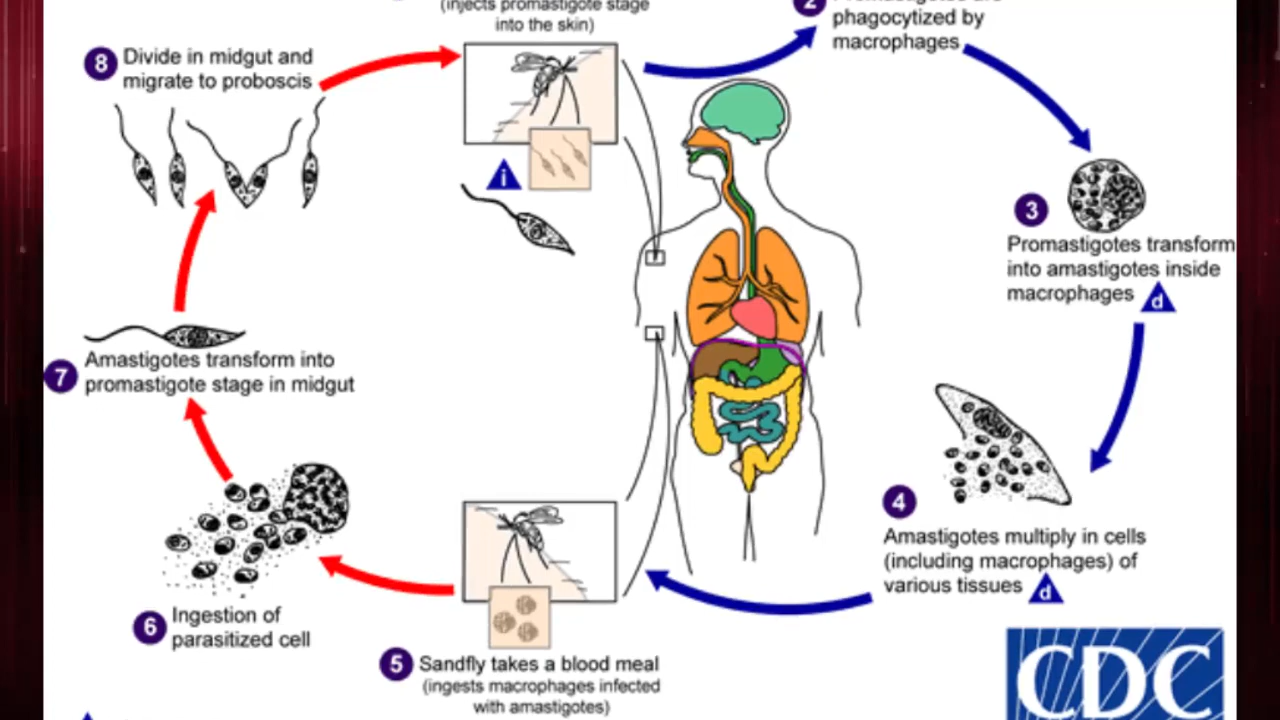 (injects promastigote stage
into the skin)
2
Promastigotes are
phagocytized by
macrophages
8
Divide in midgut and
migrate to proboscis
i
3
Promastigotes transform
into amastigotes inside
macrophages
d
7
Amastigotes transform into
promastigote stage in midgut
4
Amastigotes multiply in cells
(including macrophages) of
various tissues
d
6
Ingestion of
parasitized cell
5
Sandfly takes a blood meal
(ingests macrophages infected
with amastigotes)
CDC